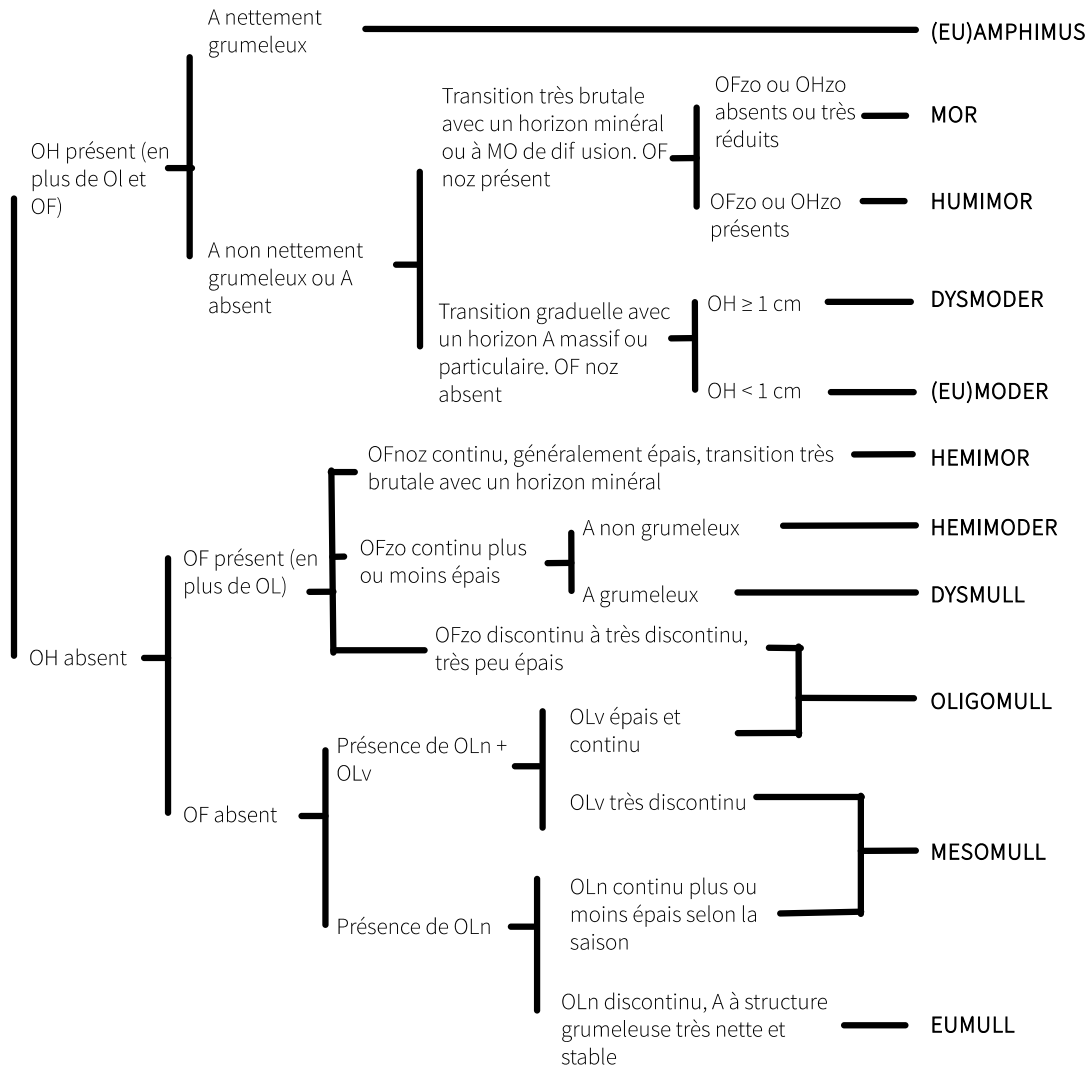 A nettement
grumeleux
(EU)AMPHIMUS
OH présent (en
plus de Ol et
OF)
Transition très brutale
avec un horizon minéral
ou à MO de dif usion. OF
noz présent
OFzo ou OHzo
absents ou très
réduits
MOR
OFzo ou OHzo
présents
HUMIMOR
A non nettement
grumeleux ou A
absent
Transition graduelle avec
un horizon A massif ou
particulaire. OF noz
absent
OH ≥ 1 cm
DYSMODER
OH < 1 cm
(EU)MODER
OFnoz continu, généralement épais, transition très
brutale avec un horizon minéral
HEMIMOR
OF présent (en
plus de OL)
OFzo continu plus
ou moins épais
A non grumeleux
HEMIMODER
A grumeleux
DYSMULL
OH absent
OFzo discontinu à très discontinu,
très peu épais
OLIGOMULL
OF absent
Présence de OLn +
OLv
OLv épais et
continu
OLv très discontinu
MESOMULL
Présence de OLn
OLn continu plus ou
moins épais selon la
saison
OLn discontinu, A à structure
grumeleuse très nette et
stable
EUMULL